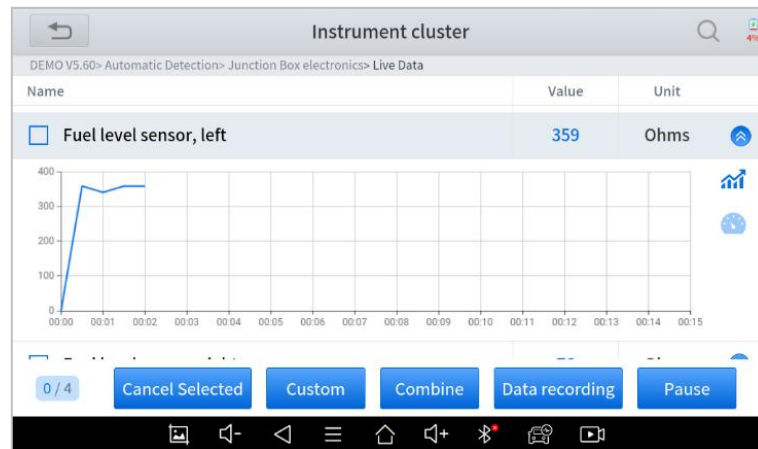 Instrument cluster
4%
DEMO V5.60> Automatic Detection> Junction Box electronics> Live Data
Name Value Unit
Fuel level sensor, left 359 Ohms
400
300
200
100
0
00:00 00:01 00:02 00:03 00:04 00:05 00:06 00:07 00:08 00:09 00:10 00:11 00:12 00:13 00:14 00:15
0 / 4 Cancel Selected Custom Combine Data recording Pause